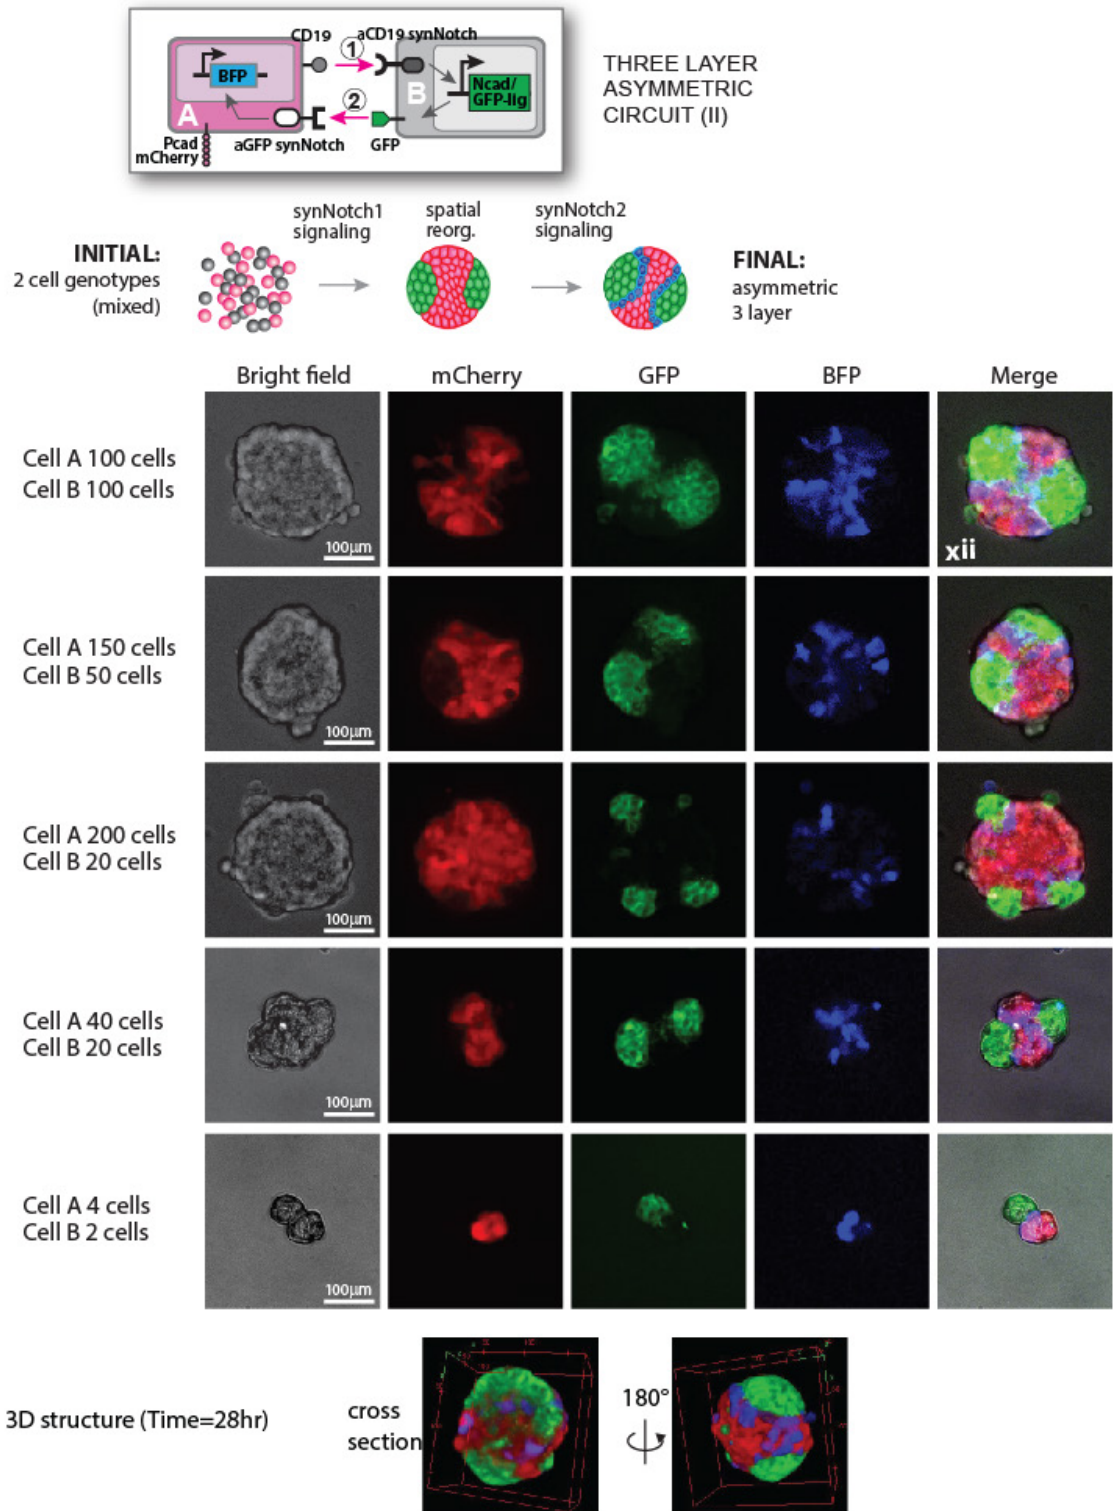 CD19
aCD19 synNotch
1
BFP
A
B
Ncad/
GFP-lig
2
Pcad
mCherry
aGFP synNotch
GFP
THREE LAYER
ASYMMETRIC
CIRCUIT (II)
INITIAL:
2 cell genotypes
(mixed)
synNotch1
signaling
spatial
reorg.
synNotch2
signaling
FINAL:
asymmetric
3 layer
Bright field
mCherry
GFP
BFP
Merge
Cell A 100 cells
Cell B 100 cells
100μm
xii
Cell A 150 cells
Cell B 50 cells
100μm
Cell A 200 cells
Cell B 20 cells
100μm
Cell A 40 cells
Cell B 20 cells
100μm
Cell A 4 cells
Cell B 2 cells
100μm
3D structure (Time=28hr)
cross
section
180°